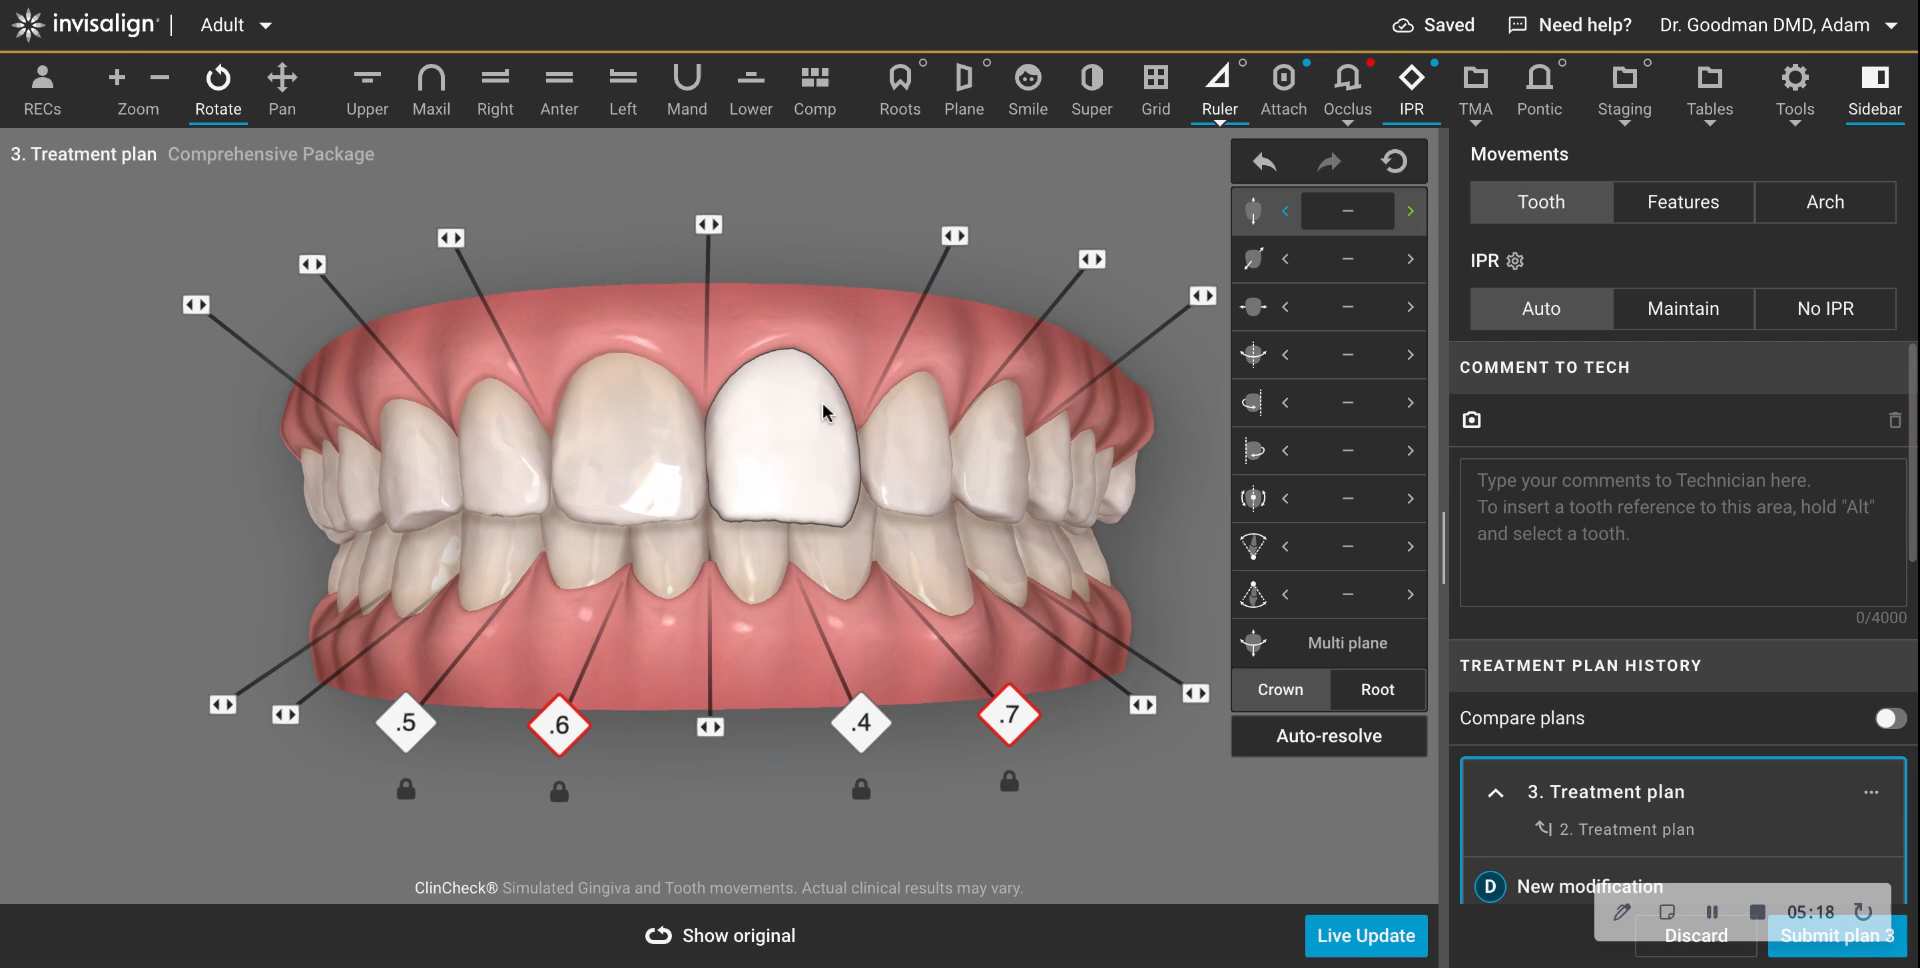 invisalign
Adult
Saved
Need help?
Dr. Goodman DMD, Adam
RECs
Zoom
Rotate
Pan
Upper
Maxil
Right
Anter
Left
Mand
Lower
Comp
Roots
Plane
Smile
Super
Grid
Ruler
Attach
Occlus
IPR
TMA
Pontic
Staging
Tables
Tools
Sidebar
3. Treatment plan Comprehensive Package
.5
.6
.4
.7
Multi plane
Crown
Root
Auto-resolve
ClinCheck® Simulated Gingiva and Tooth movements. Actual clinical results may vary.
Show original
Live Update
Movements
Tooth
Features
Arch
IPR
Auto
Maintain
No IPR
COMMENT TO TECH
Type your comments to Technician here.
To insert a tooth reference to this area, hold "Alt"
and select a tooth.
0/4000
TREATMENT PLAN HISTORY
Compare plans
3. Treatment plan
2. Treatment plan
D New modification
05:18
Discard
Submit plan 3